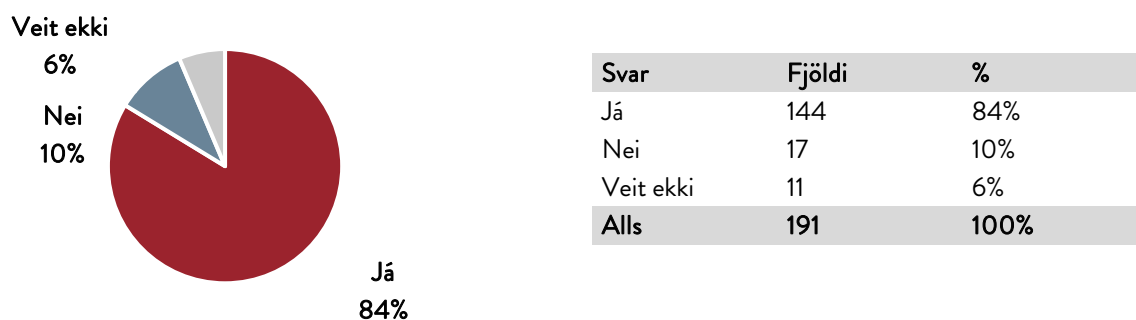 Veit ekki
6%
Nei
10%
Já
84%
Svar Fjöldi %
Já 144 84%
Nei 17 10%
Veit ekki 11 6%
Alls 191 100%